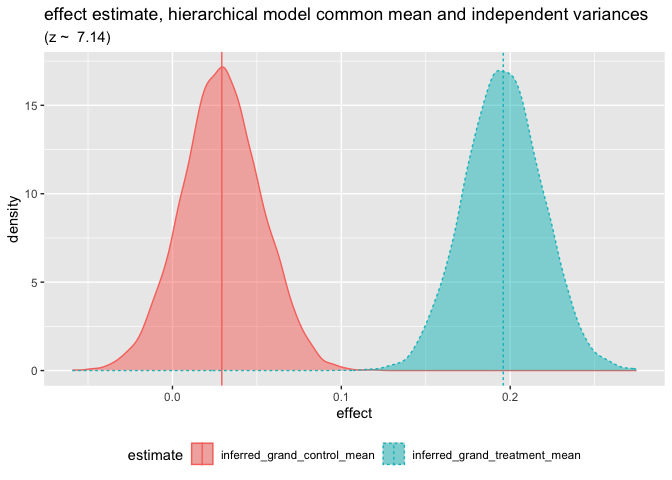 effect estimate, hierarchical model common mean and independent variances
(z ~  7.14)
density
15
10
5
0
0.0 0.1 0.2
effect
estimate inferred_grand_control_mean inferred_grand_treatment_mean